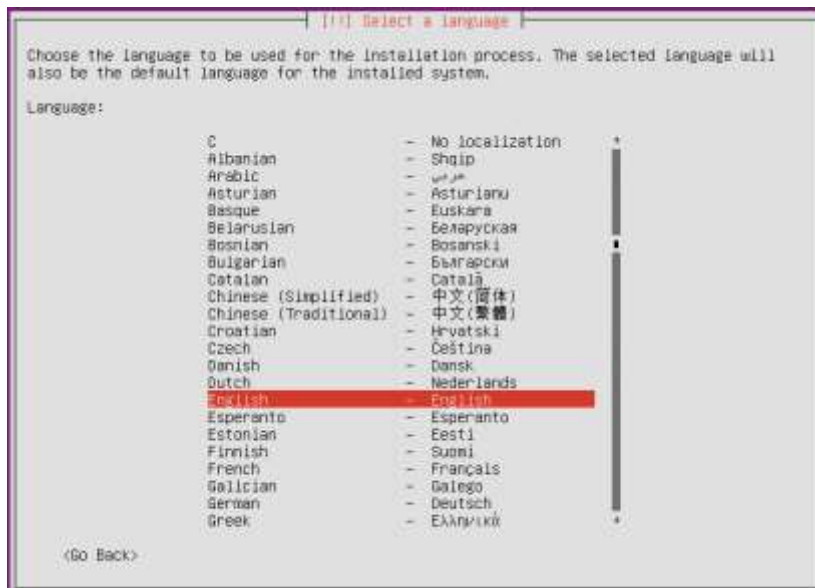 [!!] Select a language
Choose the language to be used for the installation process. The selected language will
also be the default language for the installed system.
Language:
C - No localization
Albanian - Shqip
Arabic - عربي
Asturian - Asturianu
Basque - Euskara
Belarusian - Беларуская
Bosnian - Bosanski
Bulgarian - Български
Catalan - Català
Chinese (Simplified) - 中文(简体)
Chinese (Traditional) - 中文(繁體)
Croatian - Hrvatski
Czech - Čeština
Danish - Dansk
Dutch - Nederlands
English - English
Esperanto - Esperanto
Estonian - Eesti
Finnish - Suomi
French - Français
Galician - Galego
German - Deutsch
Greek - Ελληνικά
<Go Back>